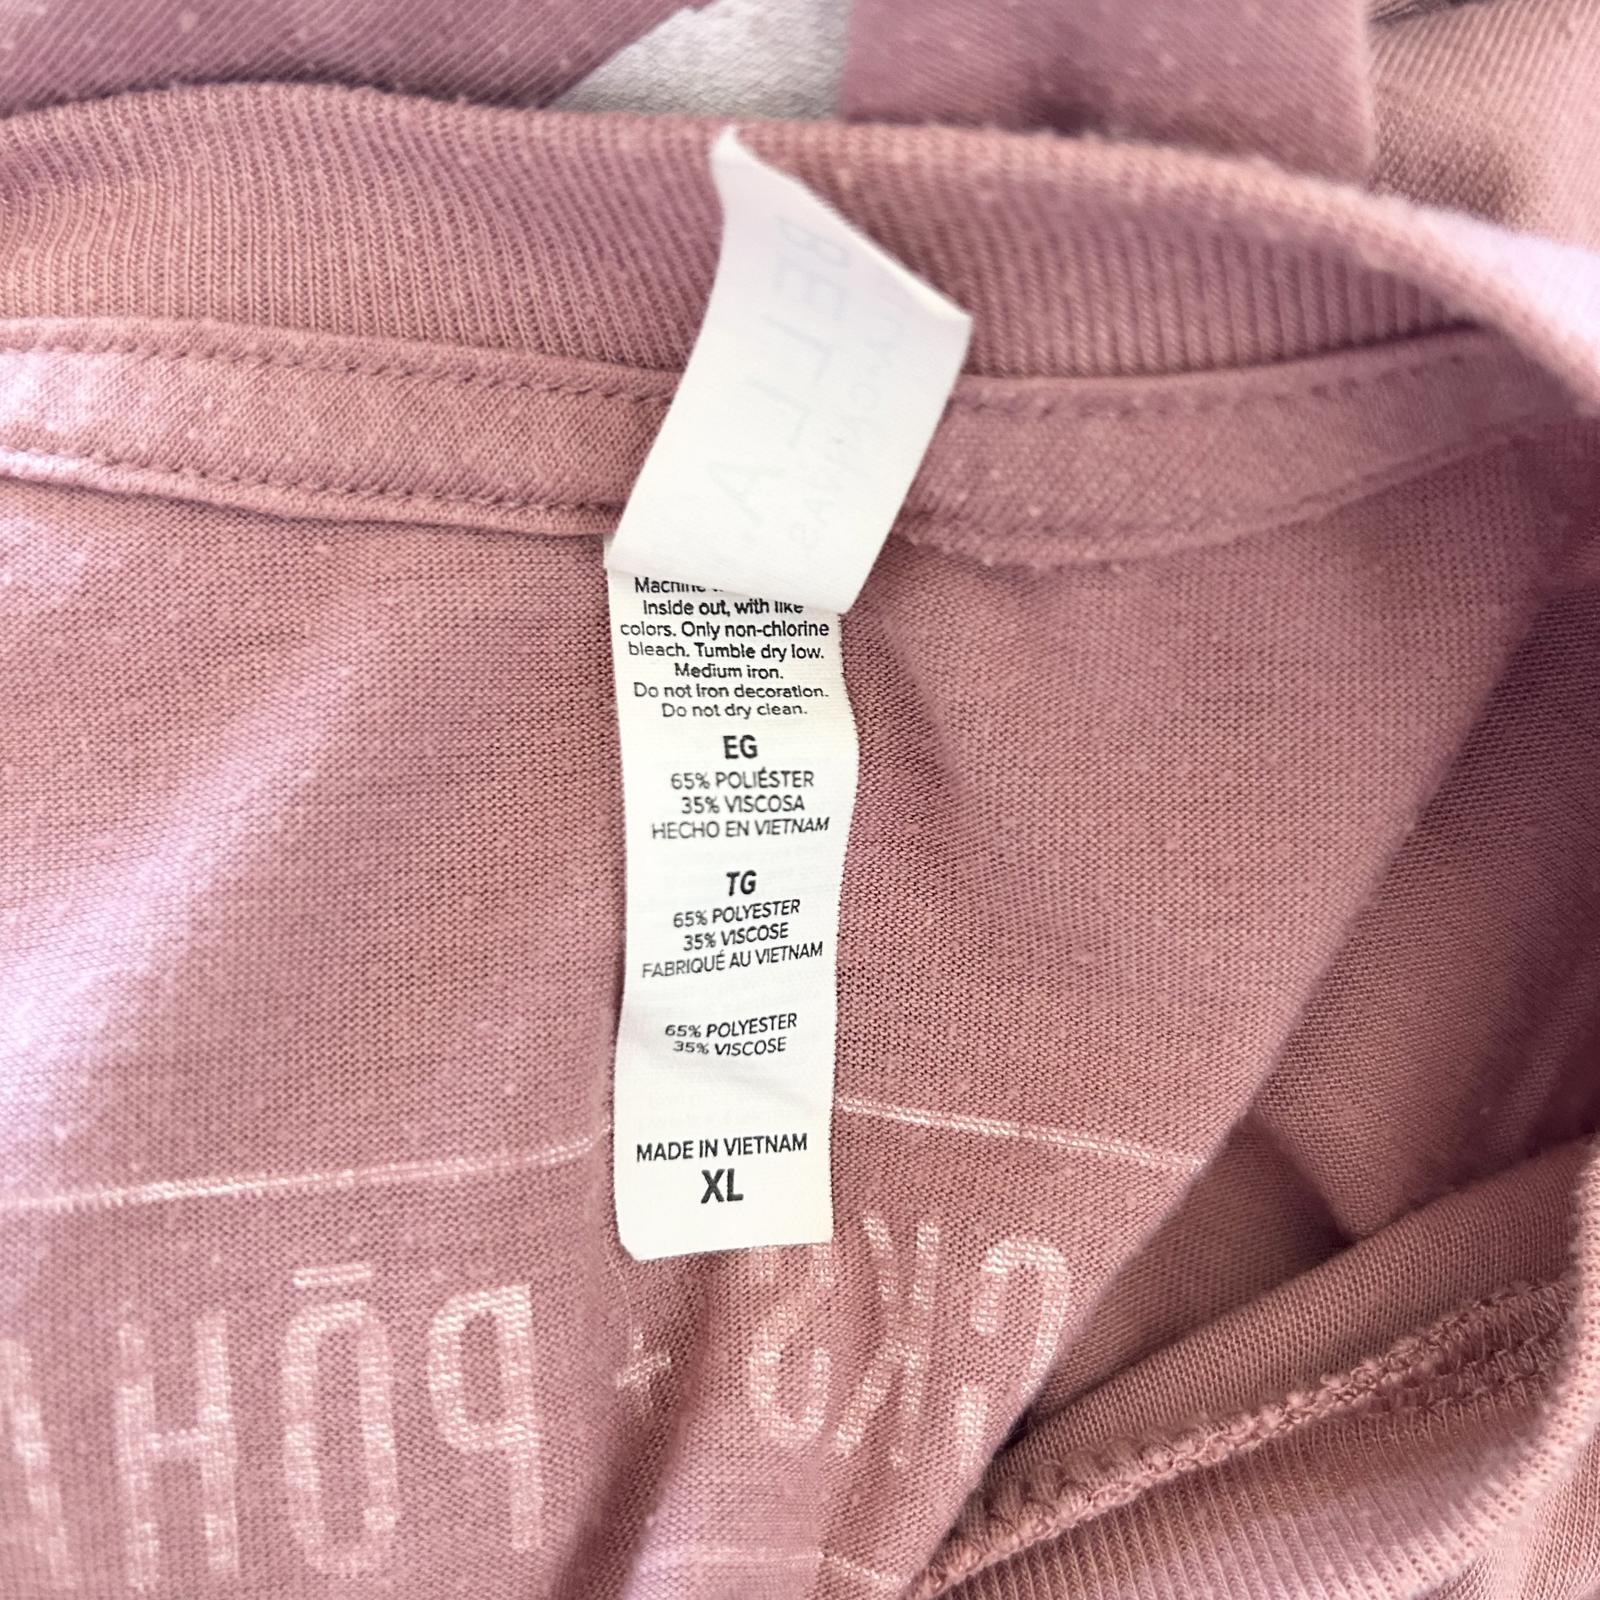 BELLA
CANVAS.
Inside out, with like
colors. Only non-chlorine
bleach. Tumble dry low.
Medium iron.
Do not iron decoration.
Do not dry clean.
EG
65% POLIÉSTER
35% VISCOSA
HECHO EN VIETNAM
TG
65% POLYESTER
35% VISCOSE
FABRIQUÉ AU VIETNAM
65% POLYESTER
35% VISCOSE
MADE IN VIETNAM
XL